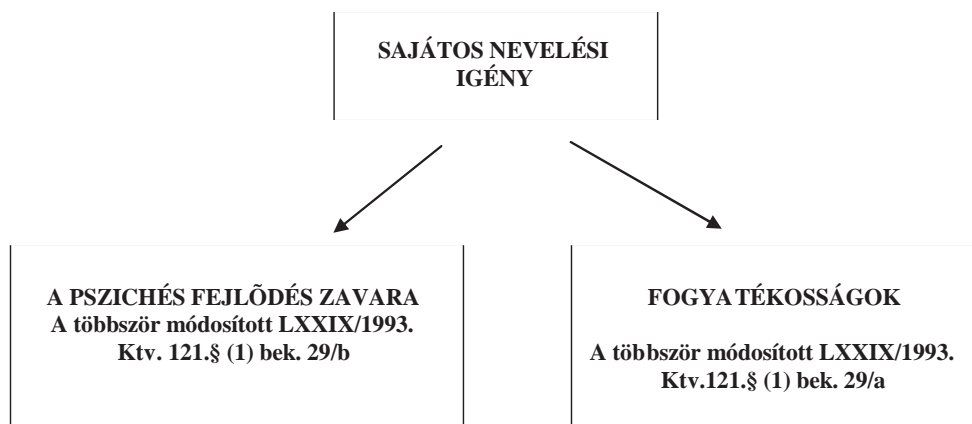 SAJÁTOS NEVELÉSI
IGÉNY
A PSZICHÉS FEJLÕDÉS ZAVARA
A többször módosított LXXIX/1993.
Ktv. 121.§ (1) bek. 29/b
FOGYATÉKOSSÁGOK
A többször módosított LXXIX/1993.
Ktv.121.§ (1) bek. 29/a